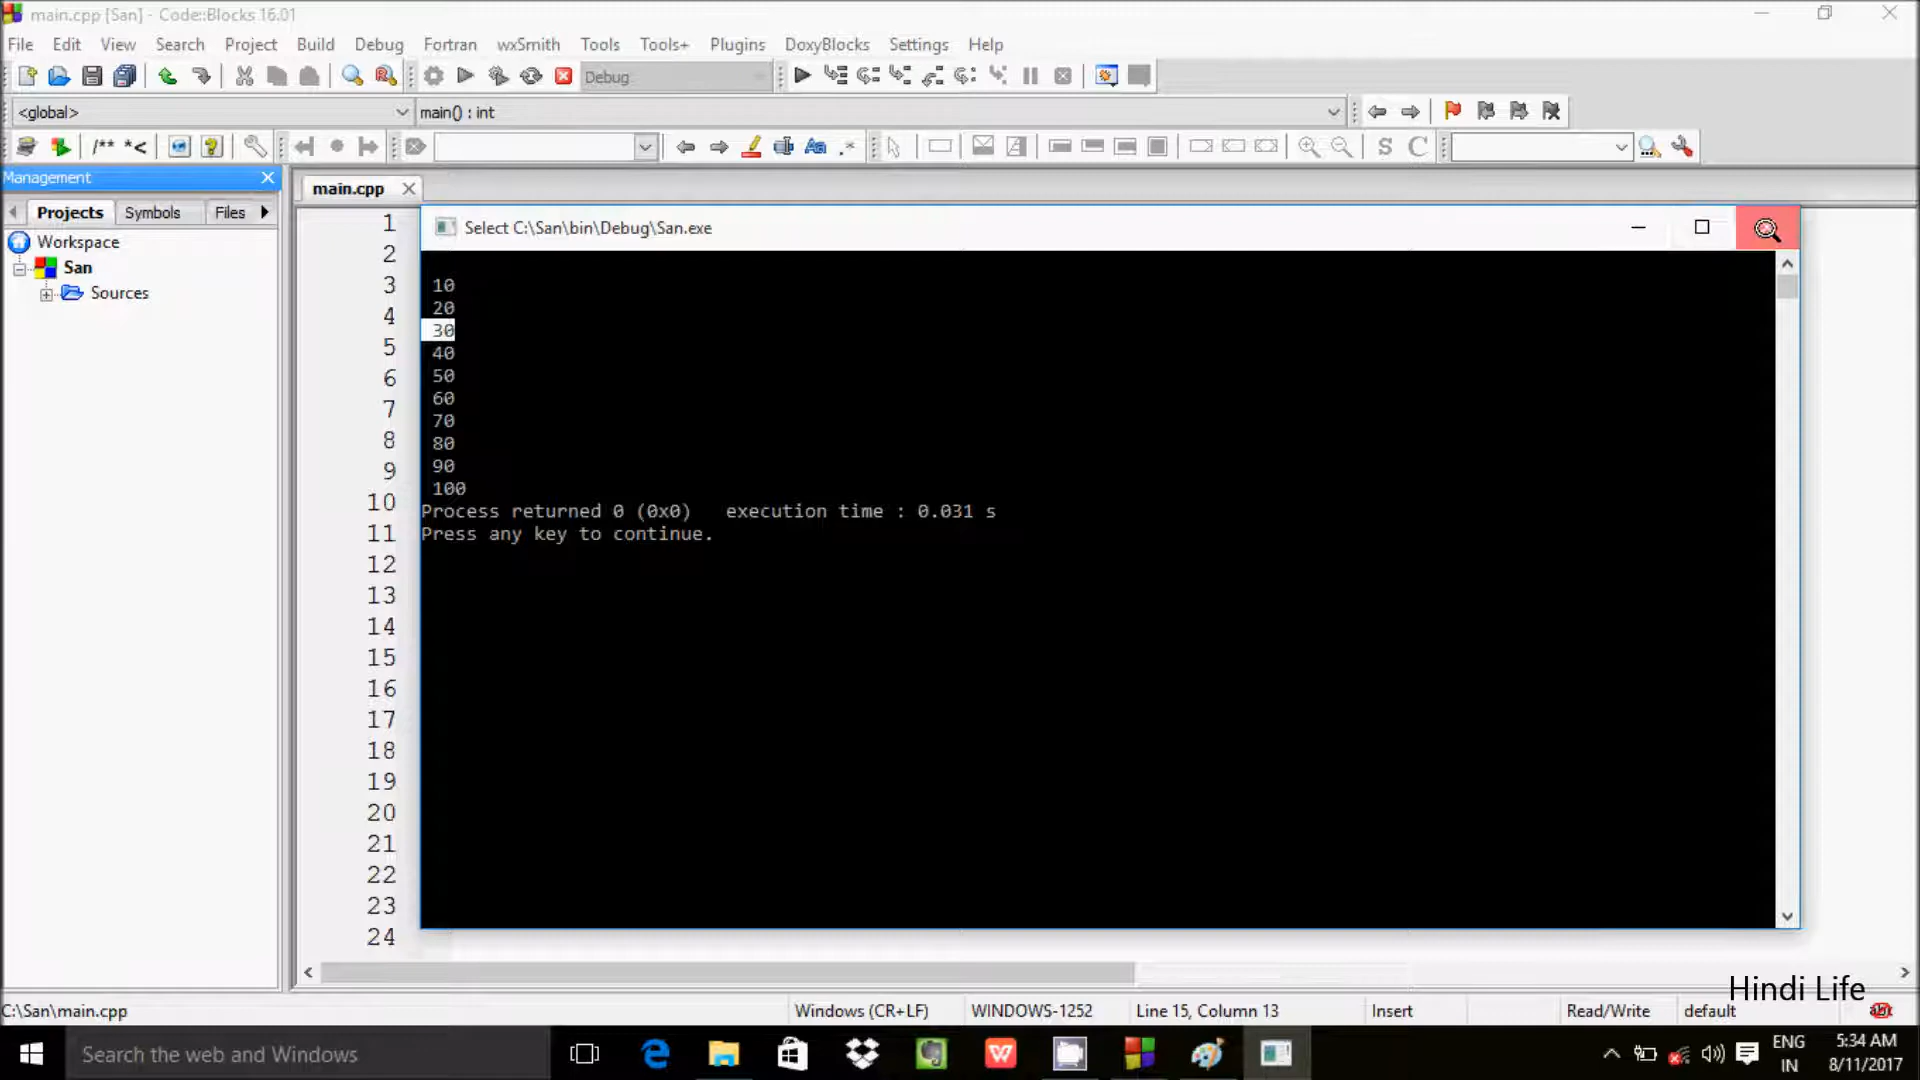 main.cpp [San] - Code::Blocks 16.01
File Edit View Search Project Build Debug Fortran wxSmith Tools Tools+ Plugins DoxyBlocks Settings Help
Debug
<global> main() : int
/** *<
S C
Management
Projects Symbols Files
main.cpp
Workspace
San
Sources
Select C:\San\bin\Debug\San.exe
1
2
3
4
5
6
7
8
9
10
11
12
13
14
15
16
17
18
19
20
21
22
23
24
10
20
30
40
50
60
70
80
90
100
Process returned 0 (0x0) execution time : 0.031 s
Press any key to continue.
Hindi Life
C:\San\main.cpp Windows (CR+LF) WINDOWS-1252 Line 15, Column 13 Insert Read/Write default
Search the web and Windows
ENG
IN
5:34 AM
8/11/2017